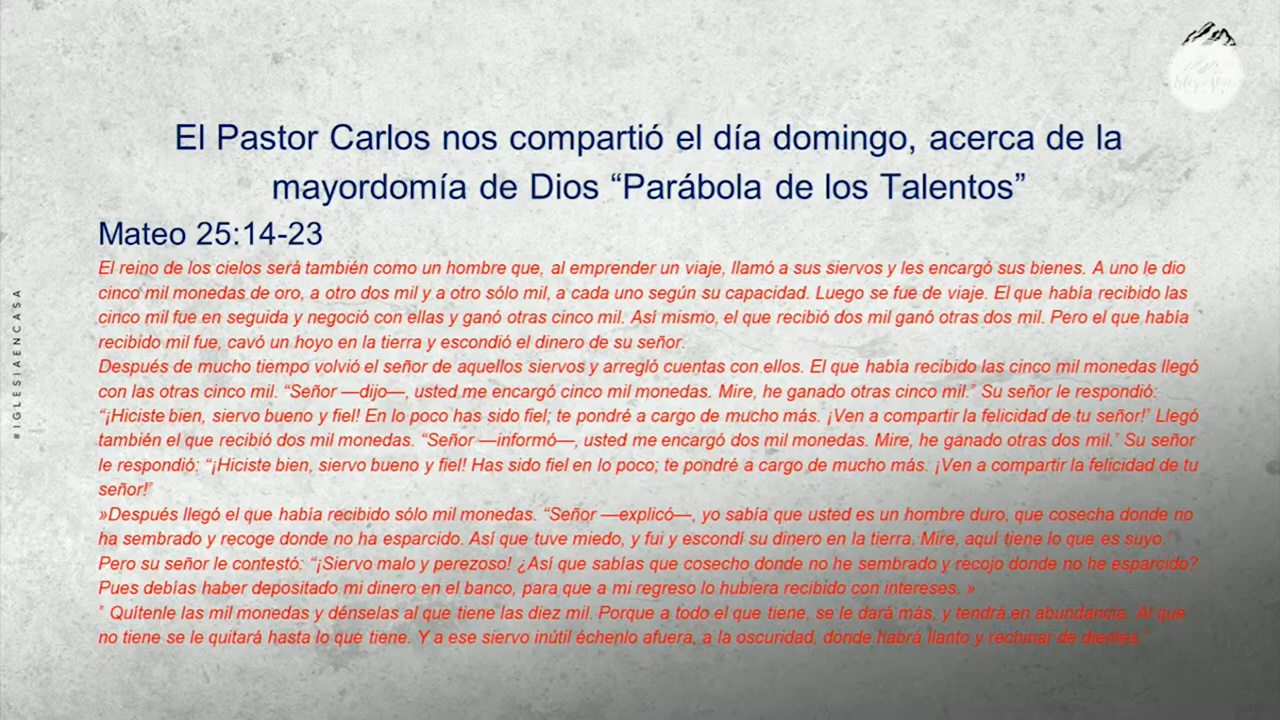 El Pastor Carlos nos compartió el día domingo, acerca de la
mayordomía de Dios “Parábola de los Talentos”
Mateo 25:14-23
El reino de los cielos será también como un hombre que, al emprender un viaje, llamó a sus siervos y les encargó sus bienes. A uno le dio
cinco mil monedas de oro, a otro dos mil y a otro sólo mil, a cada uno según su capacidad. Luego se fue de viaje. El que había recibido las
cinco mil fue en seguida y negoció con ellas y ganó otras cinco mil. Así mismo, el que recibió dos mil ganó otras dos mil. Pero el que había
recibido mil fue, cavó un hoyo en la tierra y escondió el dinero de su señor.
Después de mucho tiempo volvió el señor de aquellos siervos y arregló cuentas con ellos. El que había recibido las cinco mil monedas llegó
con las otras cinco mil. “Señor —dijo—, usted me encargó cinco mil monedas. Mire, he ganado otras cinco mil.” Su señor le respondió:
“¡Hiciste bien, siervo bueno y fiel! En lo poco has sido fiel; te pondré a cargo de mucho más. ¡Ven a compartir la felicidad de tu señor!” Llegó
también el que recibió dos mil monedas. “Señor —informó—, usted me encargó dos mil monedas. Mire, he ganado otras dos mil.” Su señor
le respondió: “¡Hiciste bien, siervo bueno y fiel! Has sido fiel en lo poco; te pondré a cargo de mucho más. ¡Ven a compartir la felicidad de tu
señor!”
»Después llegó el que había recibido sólo mil monedas. “Señor —explicó—, yo sabía que usted es un hombre duro, que cosecha donde no
ha sembrado y recoge donde no ha esparcido. Así que tuve miedo, y fui y escondí su dinero en la tierra. Mire, aquí tiene lo que es suyo.”
Pero su señor le contestó: “¡Siervo malo y perezoso! ¿Así que sabías que cosecho donde no he sembrado y recojo donde no he esparcido?
Pues debías haber depositado mi dinero en el banco, para que a mi regreso lo hubiera recibido con intereses. »
” Quítenle las mil monedas y dénselas al que tiene las diez mil. Porque a todo el que tiene, se le dará más, y tendrá en abundancia. Al que
no tiene se le quitará hasta lo que tiene. Y a ese siervo inútil échenlo afuera, a la oscuridad, donde habrá llanto y rechinar de dientes.”
#IGLESIAENCASA